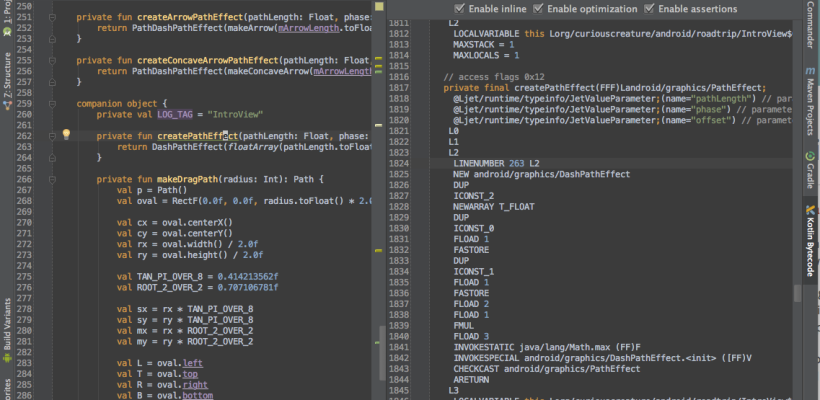 1: Proj
Z: Structure
Build Variants
orites
250
251 private fun createArrowPathEffect(pathLength: Float, phase:
252 return PathDashPathEffect(makeArrow(mArrowLength.toFlo
253 }
254
255 private fun createConcaveArrowPathEffect(pathLength: Float
256 return PathDashPathEffect(makeConcaveArrow(mArrowLength
257 }
258
259 companion object {
260 private val LOG_TAG = "IntroView"
261
262 private fun createPathEffect(pathLength: Float, phase:
263 return DashPathEffect(floatArray(pathLength.toFloa
264 }
265
266 private fun makeDragPath(radius: Int): Path {
267 val p = Path()
268 val oval = RectF(0.0f, 0.0f, radius.toFloat() * 2.0
269
270 val cx = oval.centerX()
271 val cy = oval.centerY()
272 val rx = oval.width() / 2.0f
273 val ry = oval.height() / 2.0f
274
275 val TAN_PI_OVER_8 = 0.414213562f
276 val ROOT_2_OVER_2 = 0.707106781f
277
278 val sx = rx * TAN_PI_OVER_8
279 val sy = ry * TAN_PI_OVER_8
280 val mx = rx * ROOT_2_OVER_2
281 val my = ry * ROOT_2_OVER_2
282
283 val L = oval.left
284 val T = oval.top
285 val R = oval.right
286 val B = oval.bottom
Enable inline Enable optimization Enable assertions
1811 L2
1812 LOCALVARIABLE this Lorg/curiouscreature/android/roadtrip/IntroView$
1813 MAXSTACK = 1
1814 MAXLOCALS = 1
1815
1816 // access flags 0x12
1817 private final createPathEffect(FFF)Landroid/graphics/PathEffect;
1818 @Ljet/runtime/typeinfo/JetValueParameter;(name="pathLength") // para
1819 @Ljet/runtime/typeinfo/JetValueParameter;(name="phase") // parameter
1820 @Ljet/runtime/typeinfo/JetValueParameter;(name="offset") // paramete
1821 L0
1822 L1
1823 L2
1824 LINENUMBER 263 L2
1825 NEW android/graphics/DashPathEffect
1826 DUP
1827 ICONST_2
1828 NEWARRAY T_FLOAT
1829 DUP
1830 ICONST_0
1831 FLOAD 1
1832 FASTORE
1833 DUP
1834 ICONST_1
1835 FLOAD 1
1836 FASTORE
1837 FLOAD 2
1838 FLOAD 1
1839 FMUL
1840 FLOAD 3
1841 INVOKESTATIC java/lang/Math.max (FF)F
1842 INVOKESPECIAL android/graphics/DashPathEffect.<init> ([FF)V
1843 CHECKCAST android/graphics/PathEffect
1844 ARETURN
1845 L3
Commander
Maven Projects
Gradle
Kotlin Bytecode